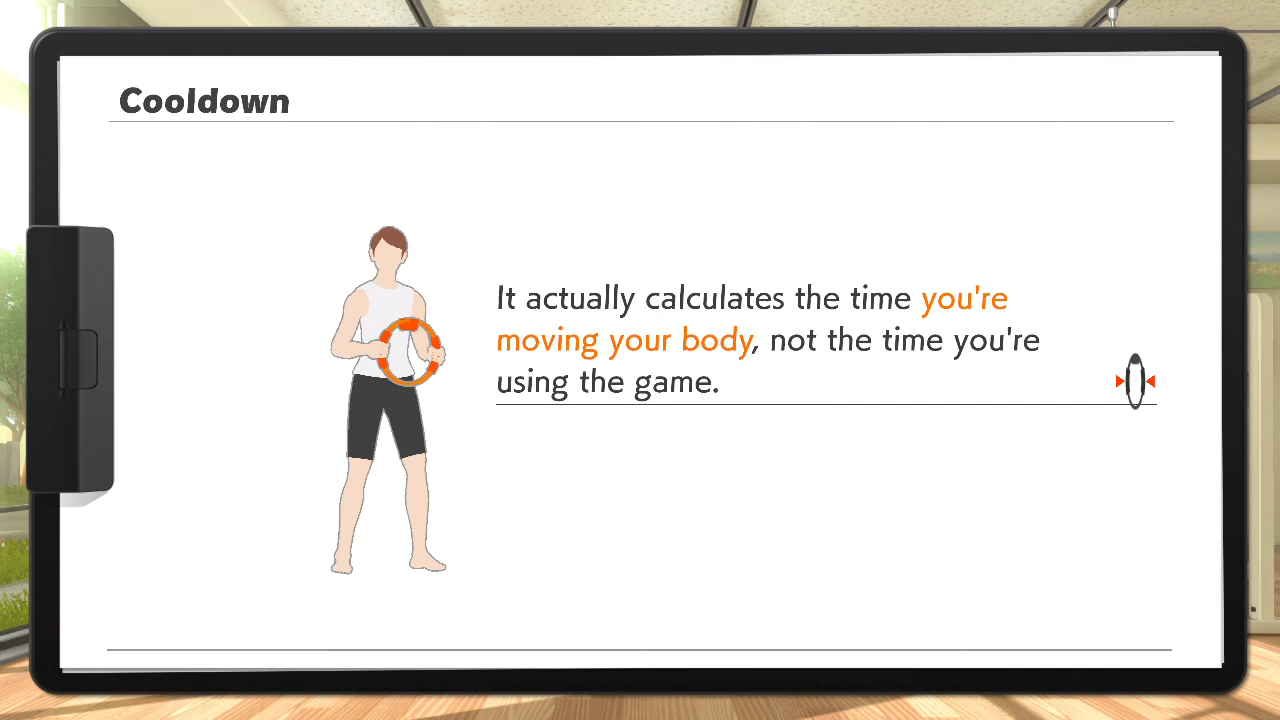 Cooldown
It actually calculates the time you're
moving your body, not the time you're
using the game.